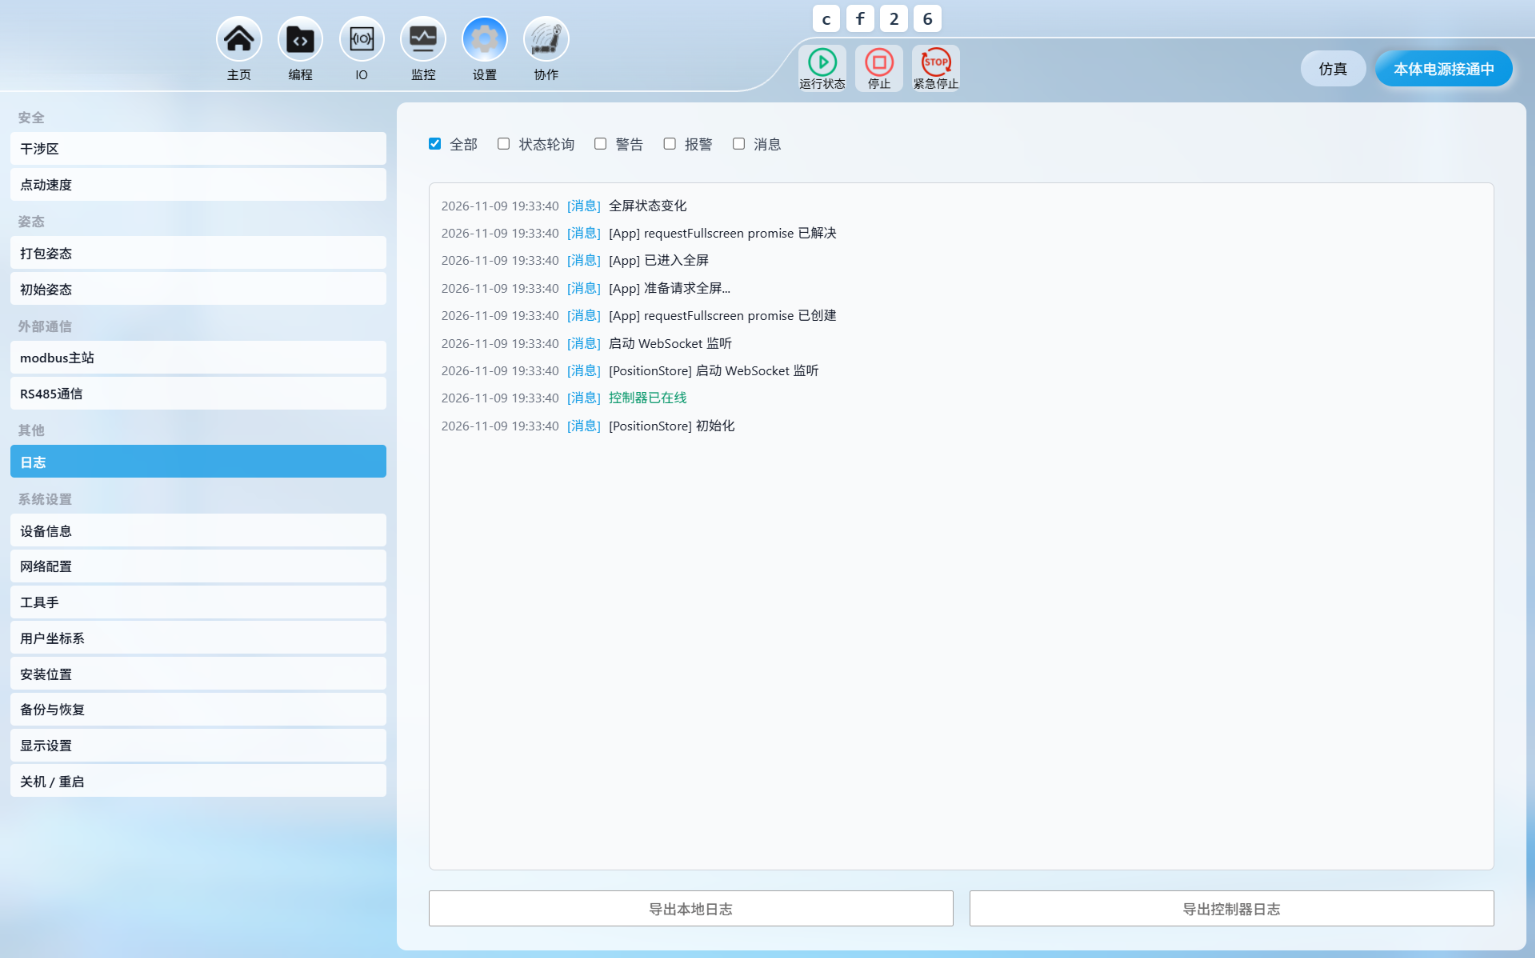 c f 2 6
主页 编程 IO 监控 设置 协作
STOP
运行状态 停止 紧急停止
仿真 本体电源接通中
安全
干涉区
点动速度
姿态
打包姿态
初始姿态
外部通信
modbus主站
RS485通信
其他
日志
系统设置
设备信息
网络配置
工具手
用户坐标系
安装位置
备份与恢复
显示设置
关机 / 重启
全部 状态轮询 警告 报警 消息
2026-11-09 19:33:40 [消息] 全屏状态变化
2026-11-09 19:33:40 [消息] [App] requestFullscreen promise 已解决
2026-11-09 19:33:40 [消息] [App] 已进入全屏
2026-11-09 19:33:40 [消息] [App] 准备请求全屏...
2026-11-09 19:33:40 [消息] [App] requestFullscreen promise 已创建
2026-11-09 19:33:40 [消息] 启动 WebSocket 监听
2026-11-09 19:33:40 [消息] [PositionStore] 启动 WebSocket 监听
2026-11-09 19:33:40 [消息] 控制器已在线
2026-11-09 19:33:40 [消息] [PositionStore] 初始化
导出本地日志 导出控制器日志